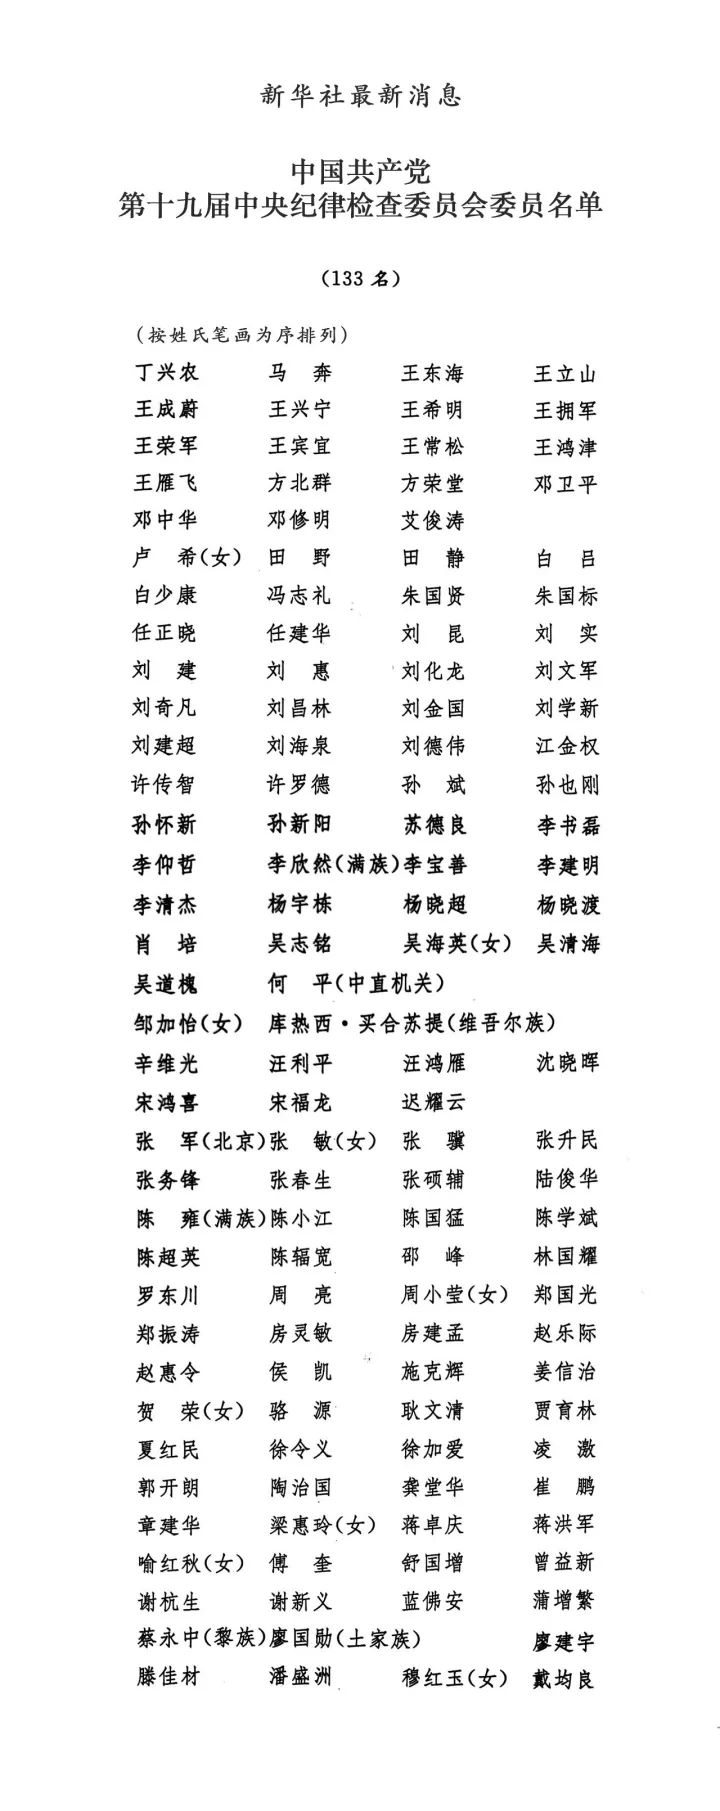 新华社最新消息
中国共产党
第十九届中央纪律检查委员会委员名单
(133 名)
(按姓氏笔画为序排列)
丁兴农 马 奔 王东海 王立山
王成蔚 王兴宁 王希明 王拥军
王荣军 王宾宜 王常松 王鸿津
王雁飞 方北群 方荣堂 邓卫平
邓中华 邓修明 艾俊涛
卢 希(女) 田 野 田 静 白 吕
白少康 冯志礼 朱国贤 朱国标
任正晓 任建华 刘 昆 刘 实
刘 建 刘 惠 刘化龙 刘文军
刘奇凡 刘昌林 刘金国 刘学新
刘建超 刘海泉 刘德伟 江金权
许传智 许罗德 孙 斌 孙也刚
孙怀新 孙新阳 苏德良 李书磊
李仰哲 李欣然(满族) 李宝善 李建明
李清杰 杨宇栋 杨晓超 杨晓渡
肖 培 吴志铭 吴海英(女) 吴清海
吴道槐 何 平(中直机关)
邹加怡(女) 库热西·买合苏提(维吾尔族)
辛维光 汪利平 汪鸿雁 沈晓晖
宋鸿喜 宋福龙 迟耀云
张 军(北京) 张 敏(女) 张 骥 张升民
张务锋 张春生 张硕辅 陆俊华
陈 雍(满族) 陈小江 陈国猛 陈学斌
陈超英 陈辐宽 邵 峰 林国耀
罗东川 周 亮 周小莹(女) 郑国光
郑振涛 房灵敏 房建孟 赵乐际
赵惠令 侯 凯 施克辉 姜信治
贺 荣(女) 骆 源 耿文清 贾育林
夏红民 徐令义 徐加爱 凌 激
郭开朗 陶治国 龚堂华 崔 鹏
章建华 梁惠玲(女) 蒋卓庆 蒋洪军
喻红秋(女) 傅 奎 舒国增 曾益新
谢杭生 谢新义 蓝佛安 蒲增繁
蔡永中(黎族) 廖国勋(土家族) 廖建宇
滕佳材 潘盛洲 穆红玉(女) 戴均良